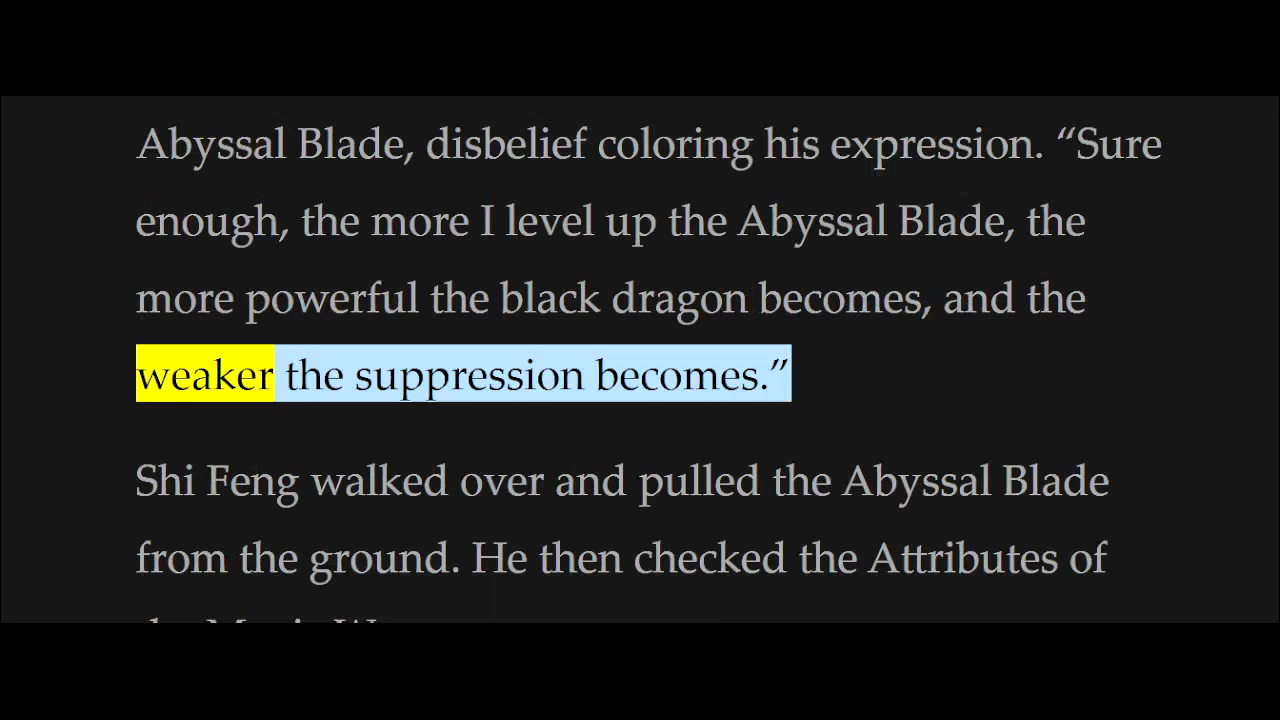 Abyssal Blade, disbelief coloring his expression. “Sure
enough, the more I level up the Abyssal Blade, the
more powerful the black dragon becomes, and the
weaker the suppression becomes.”
Shi Feng walked over and pulled the Abyssal Blade
from the ground. He then checked the Attributes of